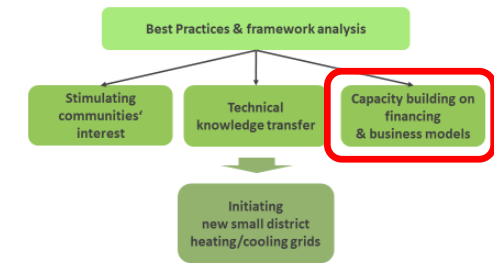 Best Practices & framework analysis
Stimulating
communities‘
interest
Technical
knowledge transfer
Capacity building on
financing
& business models
Initiating
new small district
heating/cooling grids